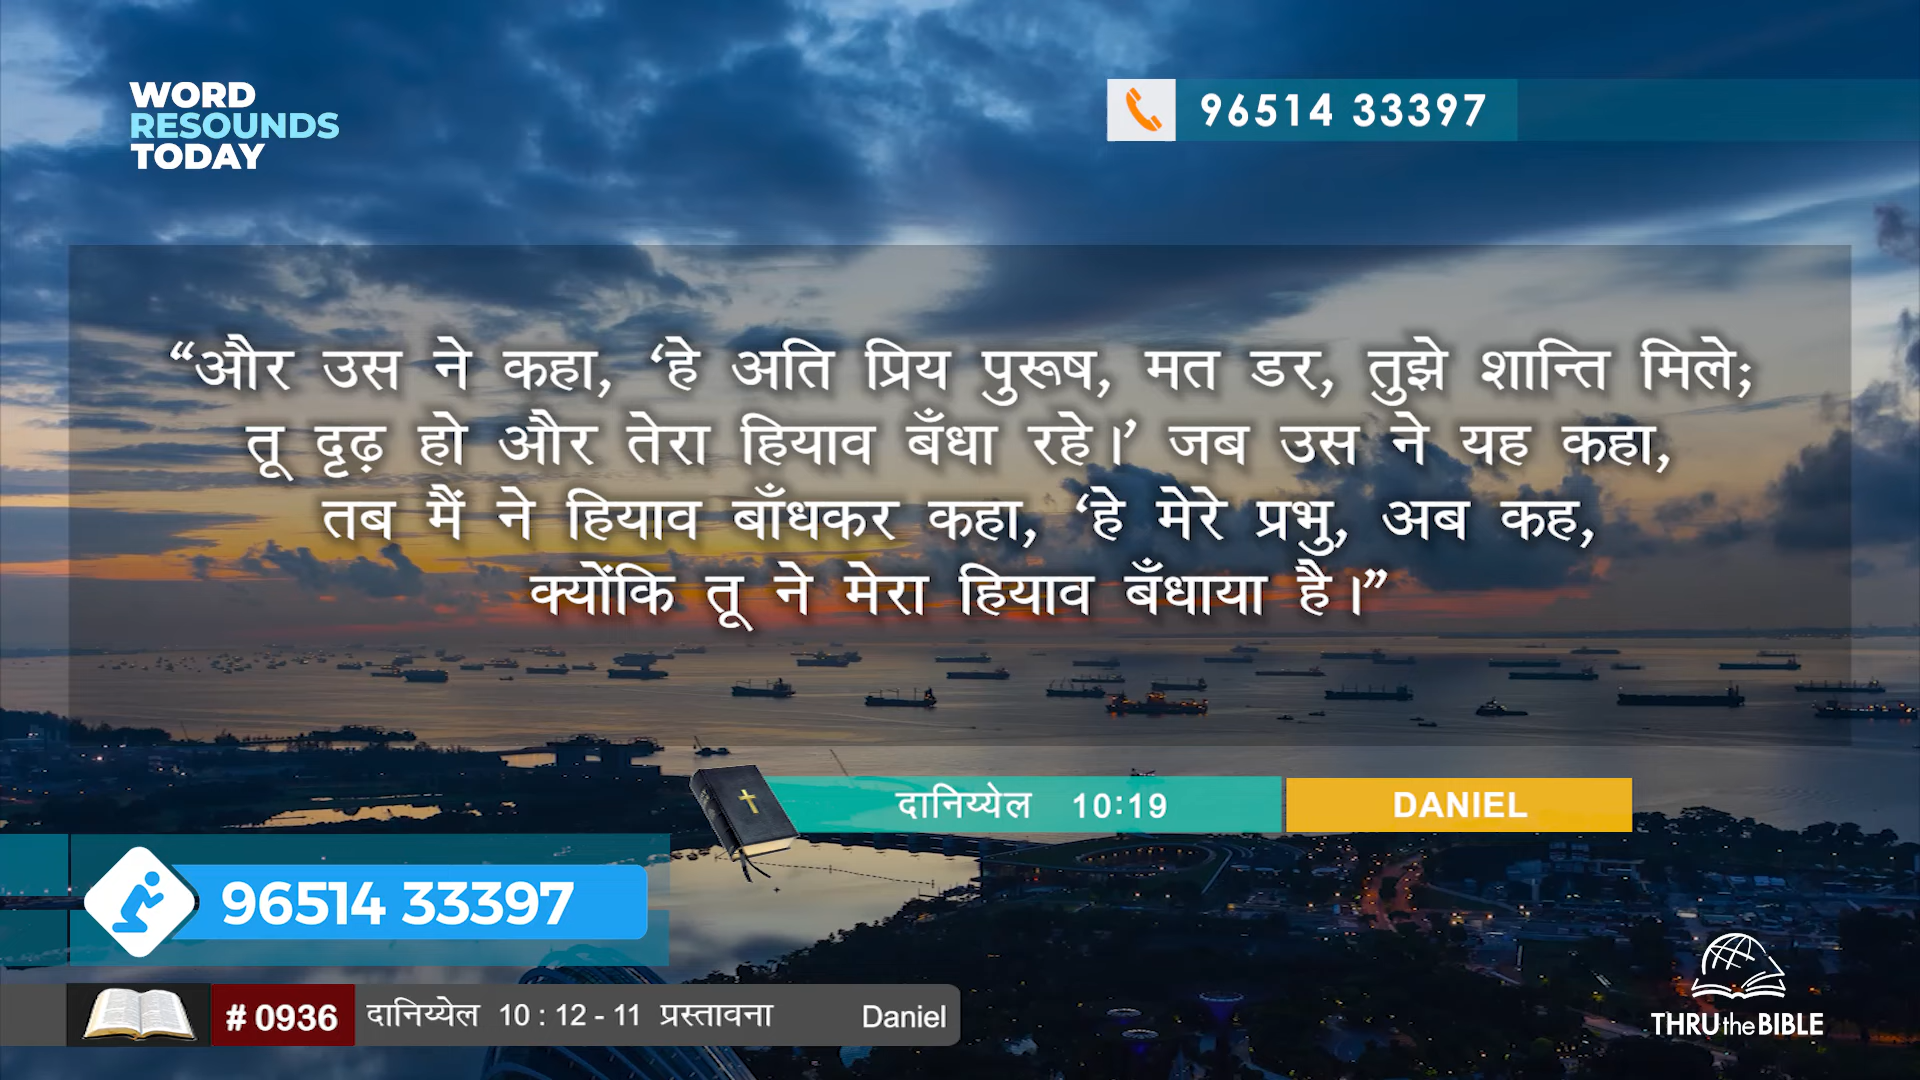 WORD
RESOUNDS
TODAY
96514 33397
“और उस ने कहा, ‘हे अति प्रिय पुरूष, मत डर, तुझे शान्ति मिले;
तू दृढ़ हो और तेरा हियाव बँधा रहे।’ जब उस ने यह कहा,
तब मैं ने हियाव बाँधकर कहा, ‘हे मेरे प्रभु, अब कह,
क्योंकि तू ने मेरा हियाव बँधाया है।”
दानिय्येल 10:19 DANIEL
96514 33397
# 0936 दानिय्येल 10 : 12 - 11 प्रस्तावना Daniel
THRU the BIBLE